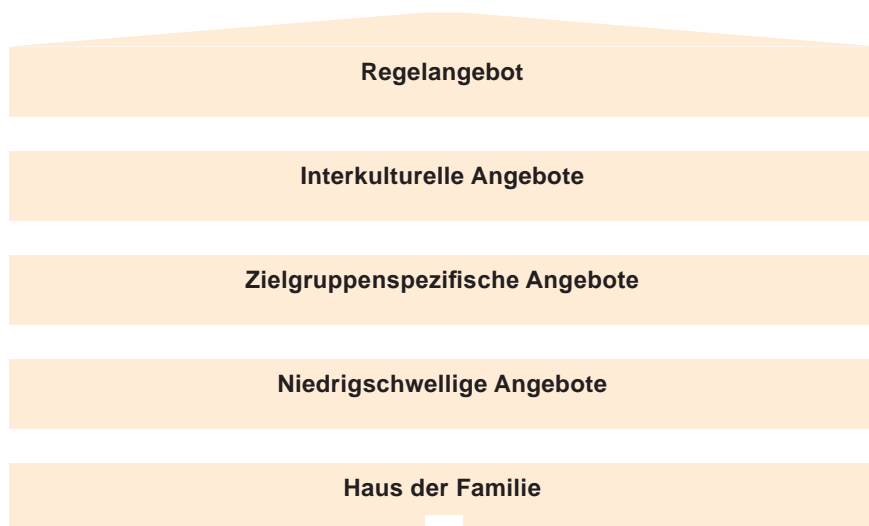 Regelangebot
Interkulturelle Angebote
Zielgruppenspezifische Angebote
Niedrigschwellige Angebote
Haus der Familie